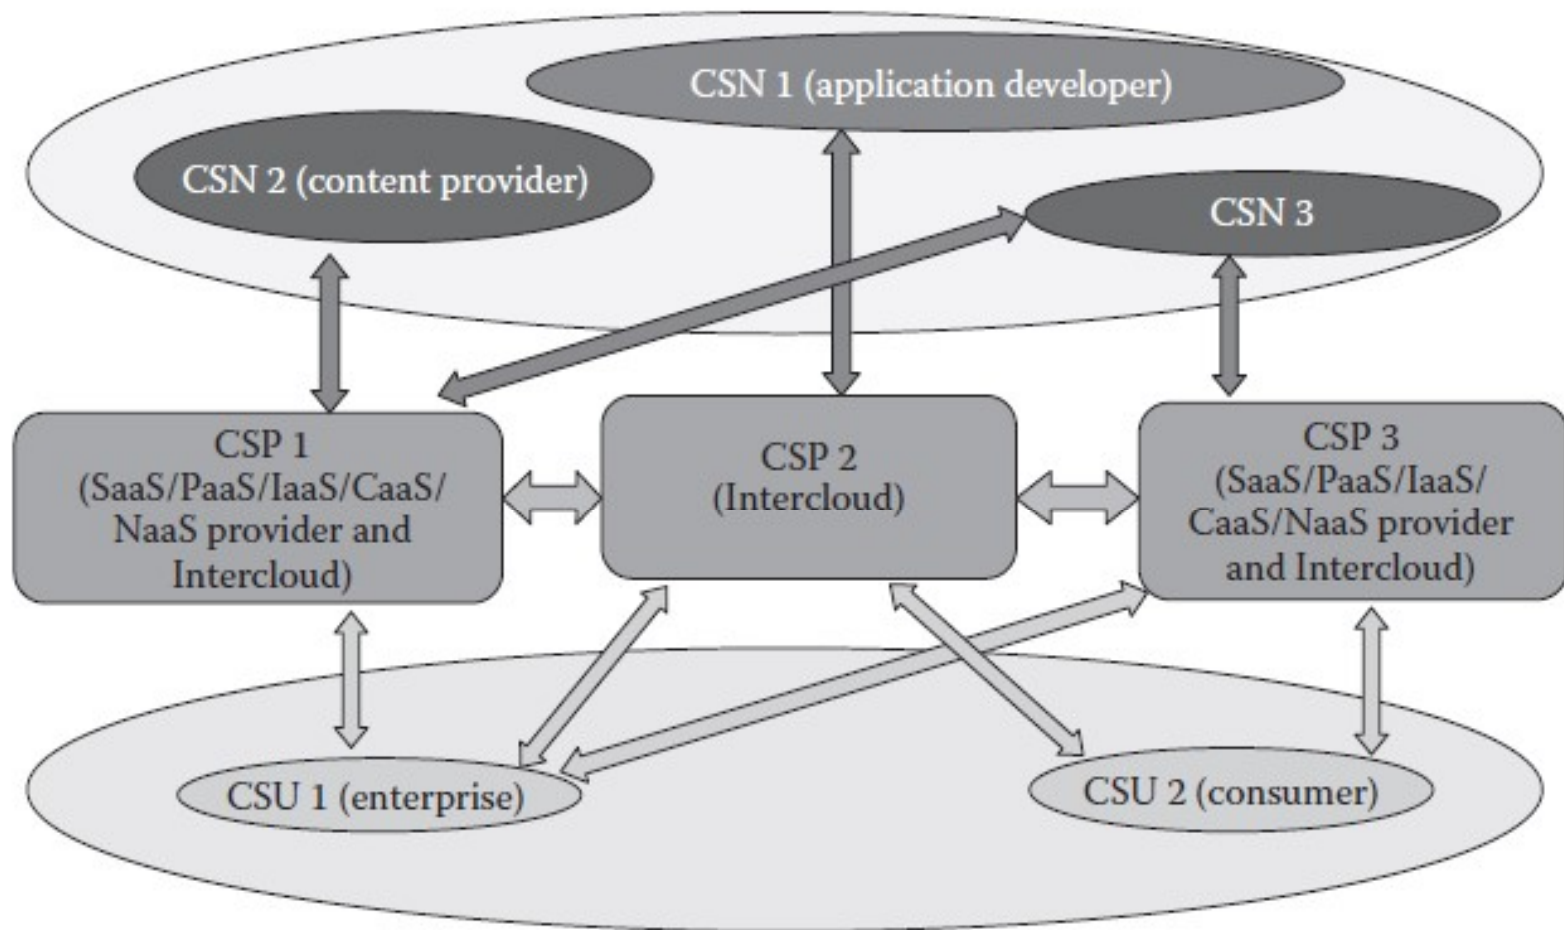 CSN 1 (application developer)
CSN 2 (content provider)
CSN 3
CSP 1
(SaaS/PaaS/IaaS/CaaS/
NaaS provider and
Intercloud)
CSP 2
(Intercloud)
CSP 3
(SaaS/PaaS/IaaS/
CaaS/NaaS provider
and Intercloud)
CSU 1 (enterprise)
CSU 2 (consumer)